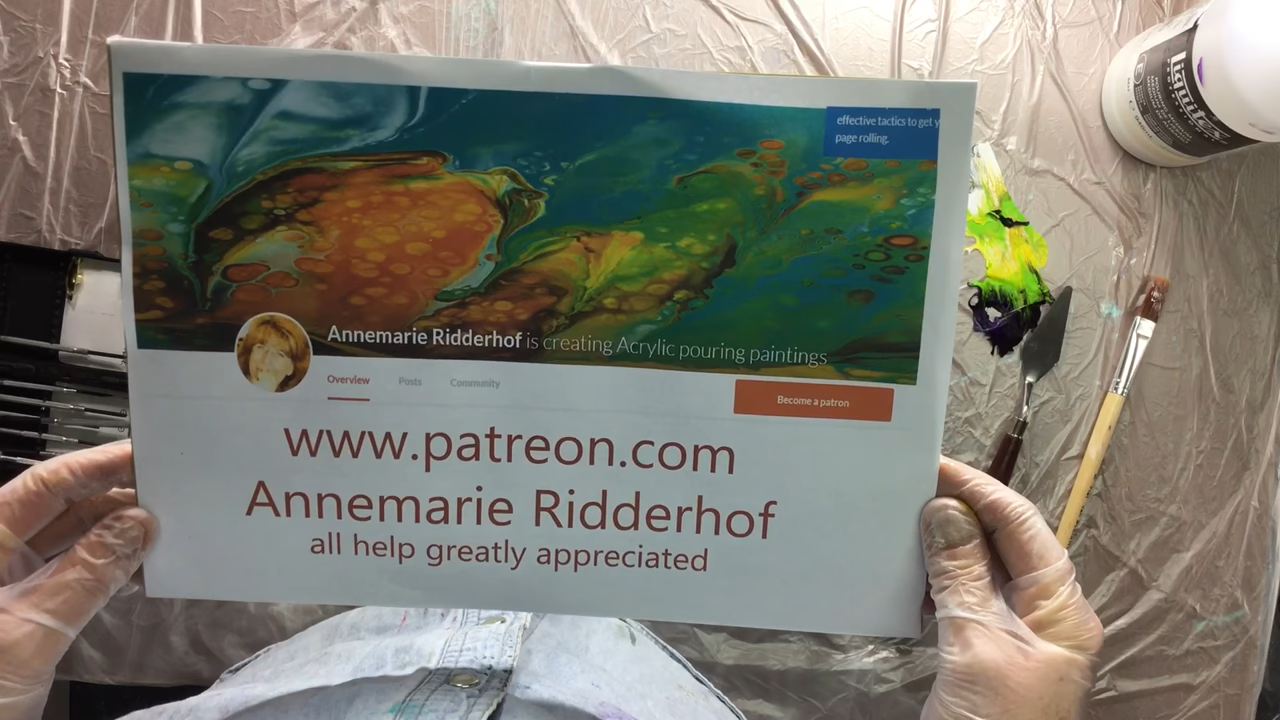 effective tactics to get y
page rolling.
Annemarie Ridderhof is creating Acrylic pouring paintings
Overview Posts Community
Become a patron
www.patreon.com
Annemarie Ridderhof
all help greatly appreciated
Liquitex